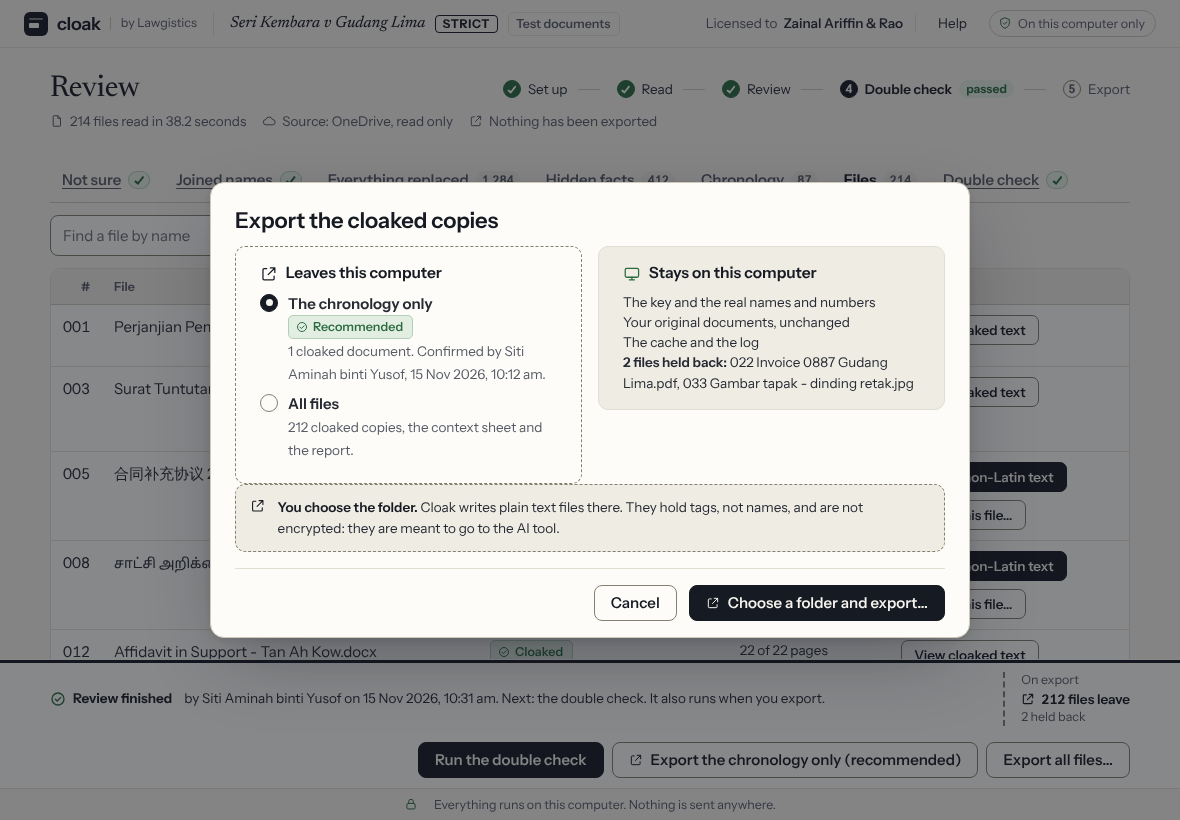 cloak
by Lawgistics
Seri Kembara v Gudang Lima
STRICT
Test documents
Licensed to Zainal Ariffin & Rao
Help
On this computer only
Review
Set up
Read
Review
4 Double check passed
5 Export
214 files read in 38.2 seconds
Source: OneDrive, read only
Nothing has been exported
Not sure
Joined names
Everything replaced 1,284
Hidden facts 412
Chronology 87
Files 214
Double check
Find a file by name
# File
001 Perjanjian Pen
aked text
003 Surat Tuntutan
aked text
005 合同补充协议 2
on-Latin text
is file...
008
on-Latin text
is file...
012 Affidavit in Support - Tan Ah Kow.docx
Cloaked
22 of 22 pages
View cloaked text
Export the cloaked copies
Leaves this computer
The chronology only
Recommended
1 cloaked document. Confirmed by Siti
Aminah binti Yusof, 15 Nov 2026, 10:12 am.
All files
212 cloaked copies, the context sheet and
the report.
Stays on this computer
The key and the real names and numbers
Your original documents, unchanged
The cache and the log
2 files held back: 022 Invoice 0887 Gudang
Lima.pdf, 033 Gambar tapak - dinding retak.jpg
You choose the folder. Cloak writes plain text files there. They hold tags, not names, and are not
encrypted: they are meant to go to the AI tool.
Cancel
Choose a folder and export...
Review finished by Siti Aminah binti Yusof on 15 Nov 2026, 10:31 am. Next: the double check. It also runs when you export.
On export
212 files leave
2 held back
Run the double check
Export the chronology only (recommended)
Export all files...
Everything runs on this computer. Nothing is sent anywhere.